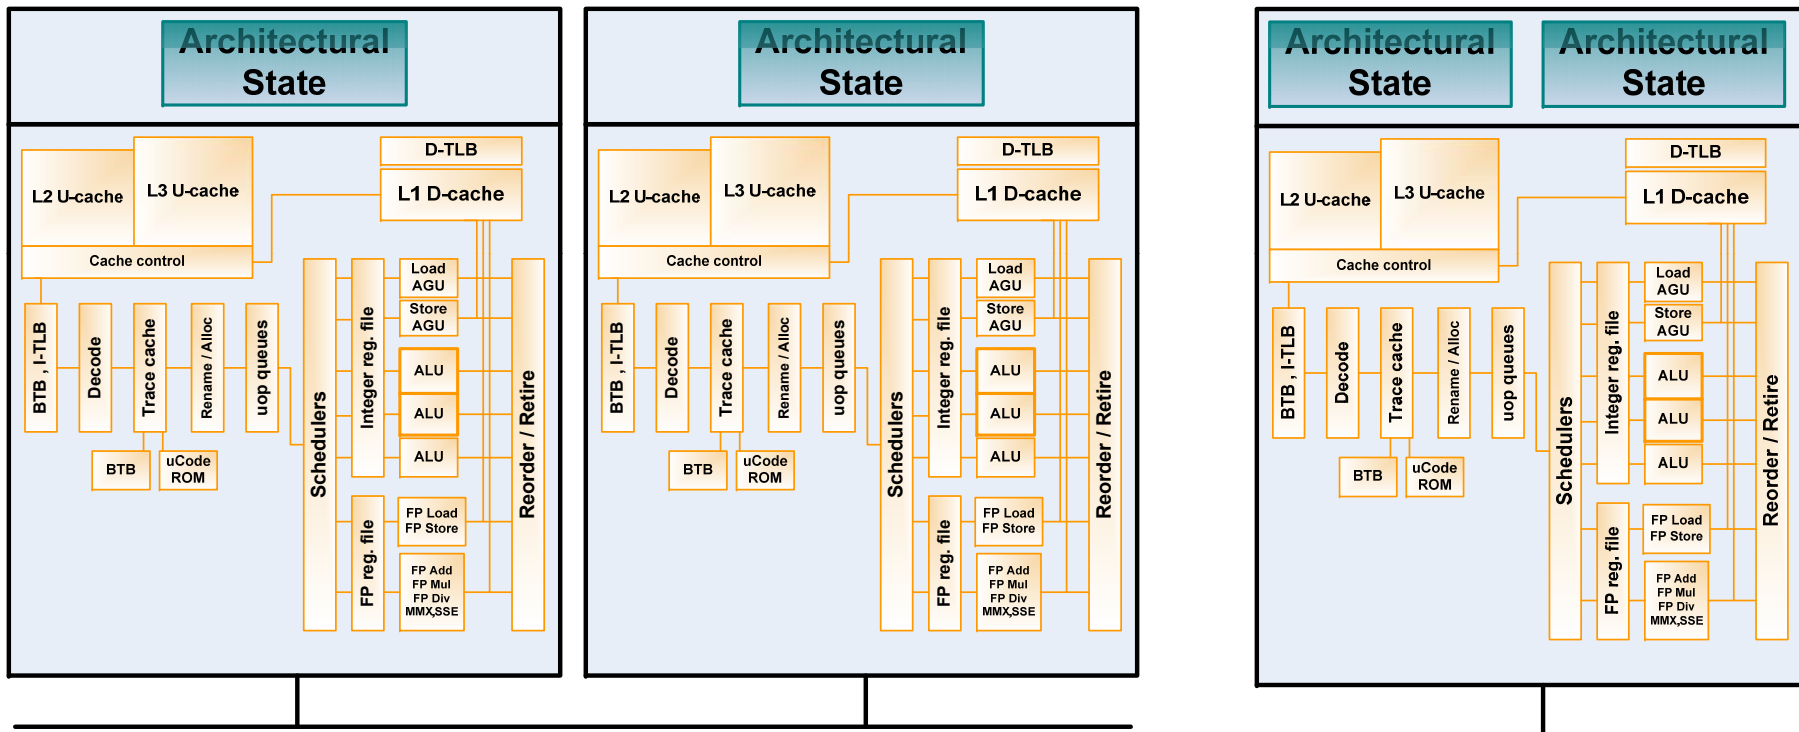 Architectural
State
D-TLB
L2 U-cache
L3 U-cache
L1 D-cache
Cache control
BTB , I-TLB
Decode
Trace cache
Rename / Alloc
uop queues
BTB
uCode
ROM
Schedulers
Integer reg. file
FP reg. file
Load
AGU
Store
AGU
ALU
ALU
ALU
FP Load
FP Store
FP Add
FP Mul
FP Div
MMX,SSE
Reorder / Retire
Architectural
State
D-TLB
L2 U-cache
L3 U-cache
L1 D-cache
Cache control
BTB , I-TLB
Decode
Trace cache
Rename / Alloc
uop queues
BTB
uCode
ROM
Schedulers
Integer reg. file
FP reg. file
Load
AGU
Store
AGU
ALU
ALU
ALU
FP Load
FP Store
FP Add
FP Mul
FP Div
MMX,SSE
Reorder / Retire
Architectural
State
Architectural
State
D-TLB
L2 U-cache
L3 U-cache
L1 D-cache
Cache control
BTB , I-TLB
Decode
Trace cache
Rename / Alloc
uop queues
BTB
uCode
ROM
Schedulers
Integer reg. file
FP reg. file
Load
AGU
Store
AGU
ALU
ALU
ALU
FP Load
FP Store
FP Add
FP Mul
FP Div
MMX,SSE
Reorder / Retire